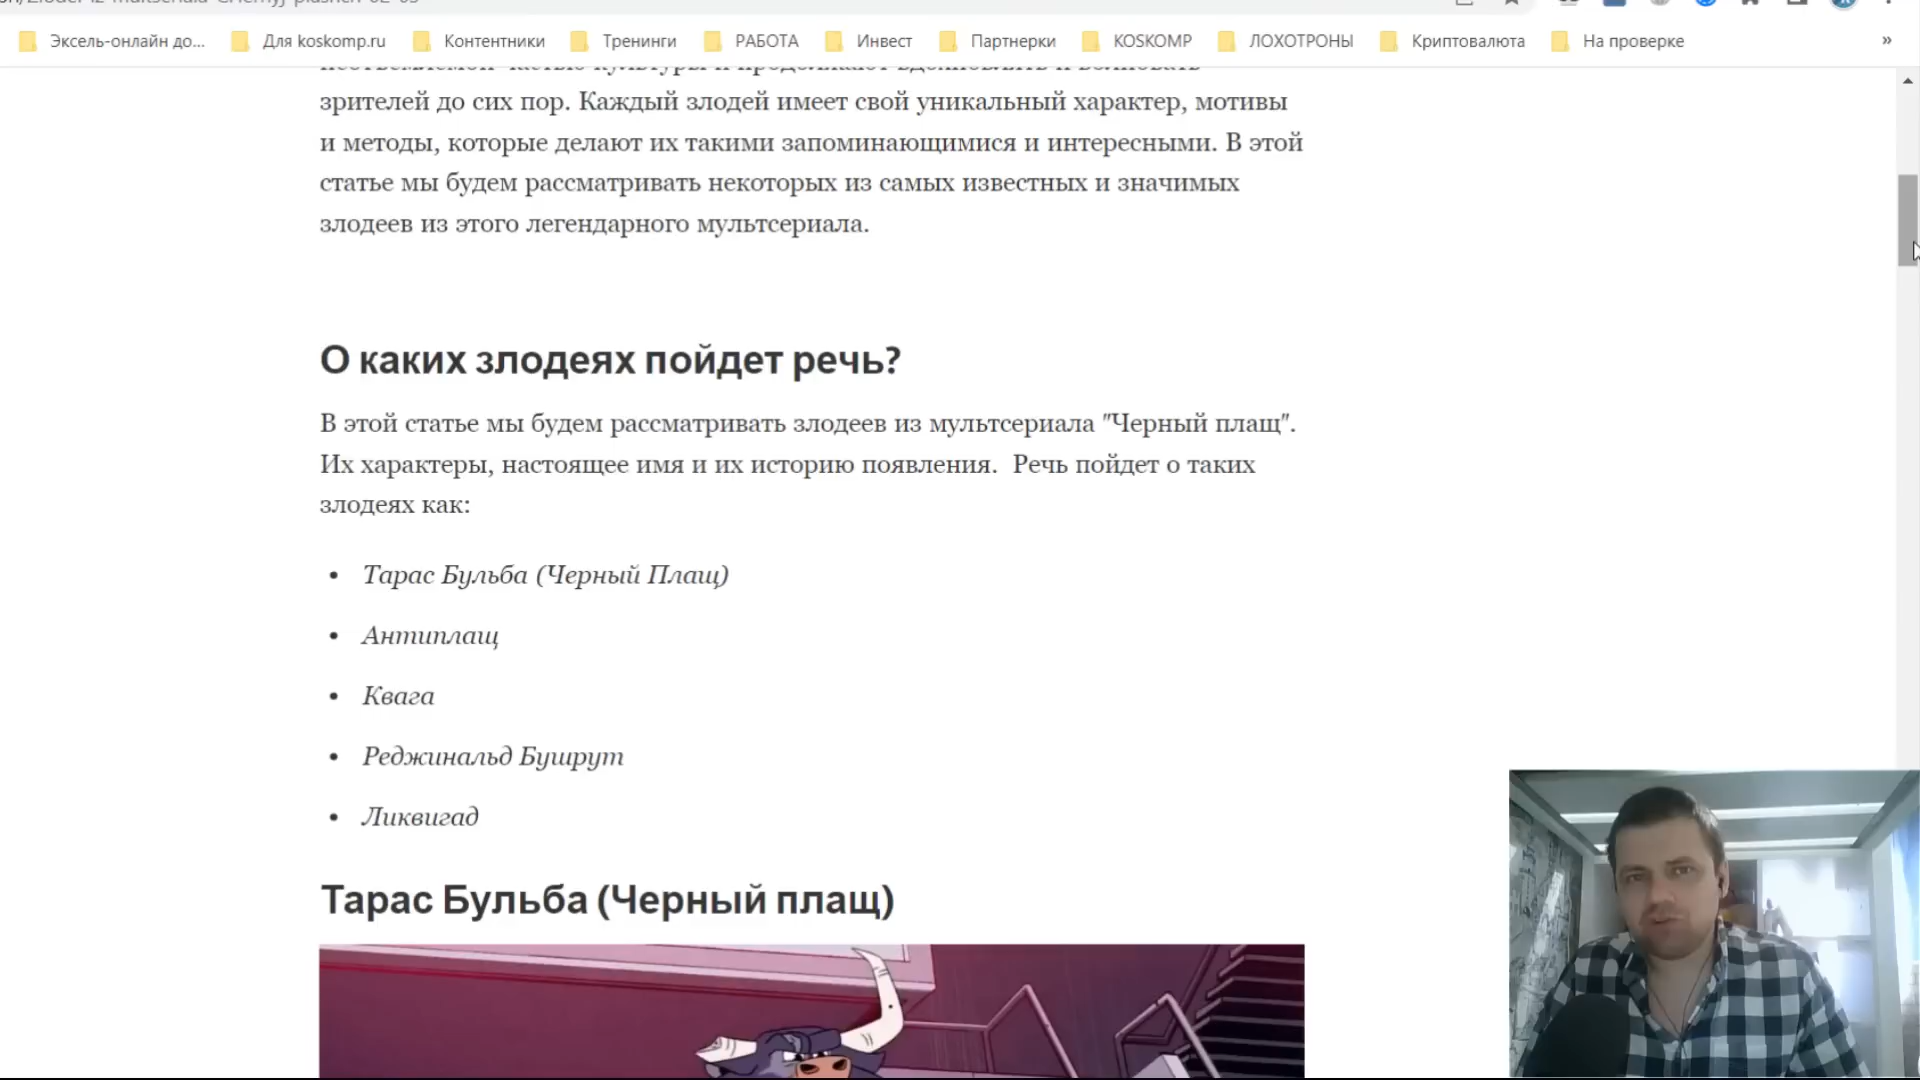 Эксель-онлайн до... Для koskomp.ru Контентники Тренинги РАБОТА Инвест Партнерки KOSKOMP ЛОХОТРОНЫ Криптовалюта На проверке »
зрителей до сих пор. Каждый злодей имеет свой уникальный характер, мотивы
и методы, которые делают их такими запоминающимися и интересными. В этой
статье мы будем рассматривать некоторых из самых известных и значимых
злодеев из этого легендарного мультсериала.
О каких злодеях пойдет речь?
В этой статье мы будем рассматривать злодеев из мультсериала "Черный плащ".
Их характеры, настоящее имя и их историю появления. Речь пойдет о таких
злодеях как:
• Тарас Бульба (Черный Плащ)
• Антиплащ
• Квага
• Реджинальд Бушрут
• Ликвигад
Тарас Бульба (Черный плащ)